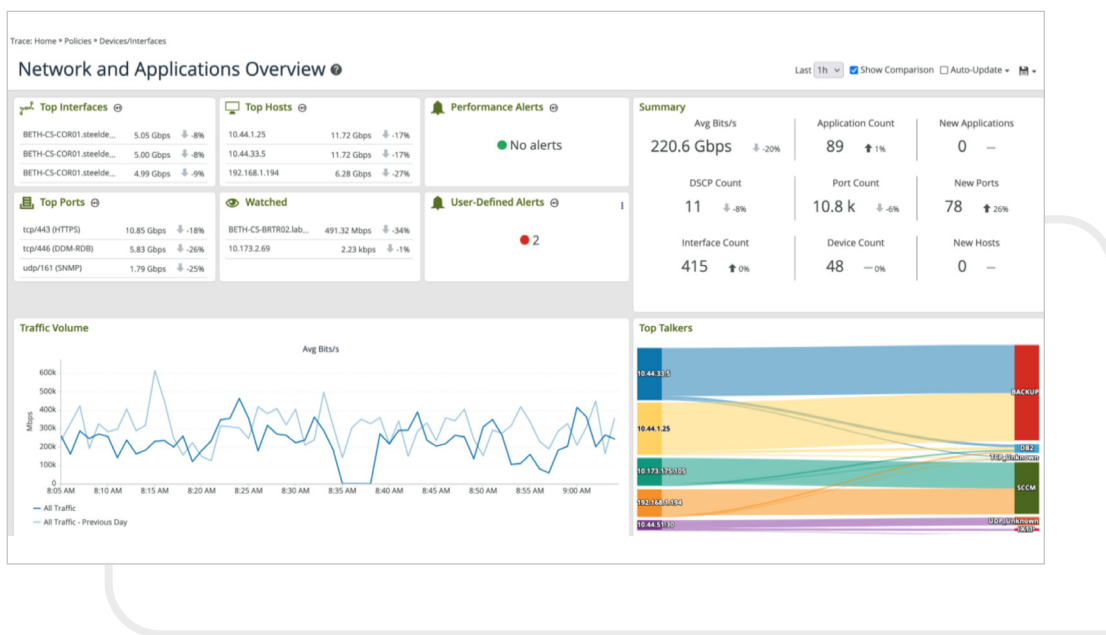 Trace: Home » Policies » Devices/Interfaces
Network and Applications Overview
Last 1h Show Comparison Auto-Update
Top Interfaces
BETH-CS-COR01.steelde... 5.05 Gbps -8%
BETH-CS-COR01.steelde... 5.00 Gbps -8%
BETH-CS-COR01.steelde... 4.99 Gbps -9%
Top Hosts
10.44.1.25 11.72 Gbps -17%
10.44.33.5 11.72 Gbps -17%
192.168.1.194 6.28 Gbps -27%
Performance Alerts
No alerts
Top Ports
tcp/443 (HTTPS) 10.85 Gbps -18%
tcp/446 (DDM-RDB) 5.83 Gbps -26%
udp/161 (SNMP) 1.79 Gbps -25%
Watched
BETH-CS-BRTR02.lab... 491.32 Mbps -34%
10.173.2.69 2.23 kbps -1%
User-Defined Alerts
2
Summary
Avg Bits/s
220.6 Gbps -20%
Application Count
89 1%
New Applications
0 —
DSCP Count
11 -8%
Port Count
10.8 k -6%
New Ports
78 26%
Interface Count
415 0%
Device Count
48 — 0%
New Hosts
0 —
Traffic Volume
Avg Bits/s
Mbps
600k
500k
400k
300k
200k
100k
0
8:05 AM 8:10 AM 8:15 AM 8:20 AM 8:25 AM 8:30 AM 8:35 AM 8:40 AM 8:45 AM 8:50 AM 8:55 AM 9:00 AM
All Traffic
All Traffic - Previous Day
Top Talkers
10.44.33.5
10.44.1.25
10.173.175.105
192.168.1.194
10.44.51.30
BACKUP
DB2
TCP_Unknown
SCCM
UDP_Unknown